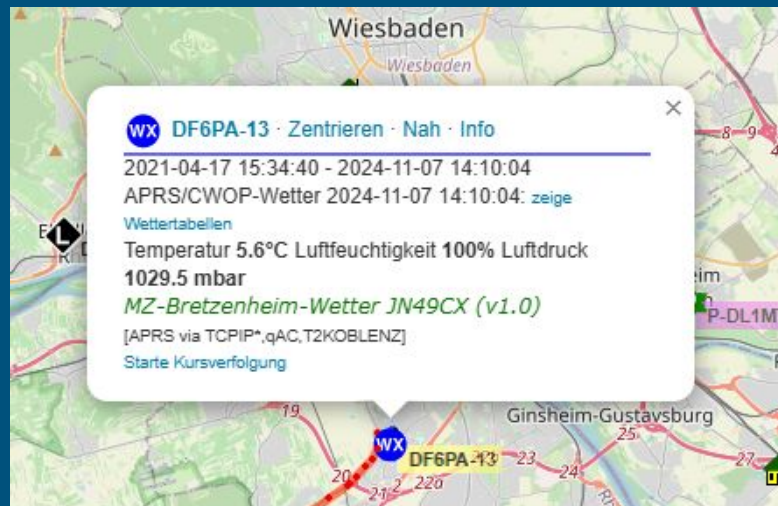 Wiesbaden
Wiesbaden
WX DF6PA-13 · Zentrieren · Nah · Info
×
2021-04-17 15:34:40 - 2024-11-07 14:10:04
APRS/CWOP-Wetter 2024-11-07 14:10:04: zeige
Wettertabellen
Temperatur 5.6°C Luftfeuchtigkeit 100% Luftdruck
1029.5 mbar
MZ-Bretzenheim-Wetter JN49CX (v1.0)
[APRS via TCPIP*,qAC,T2KOBLENZ]
Starte Kursverfolgung
8 9
L
P-DL1M
19
Ginsheim-Gustavsburg
25
WX
DF6PA-13
23
24
27
20
21
22a